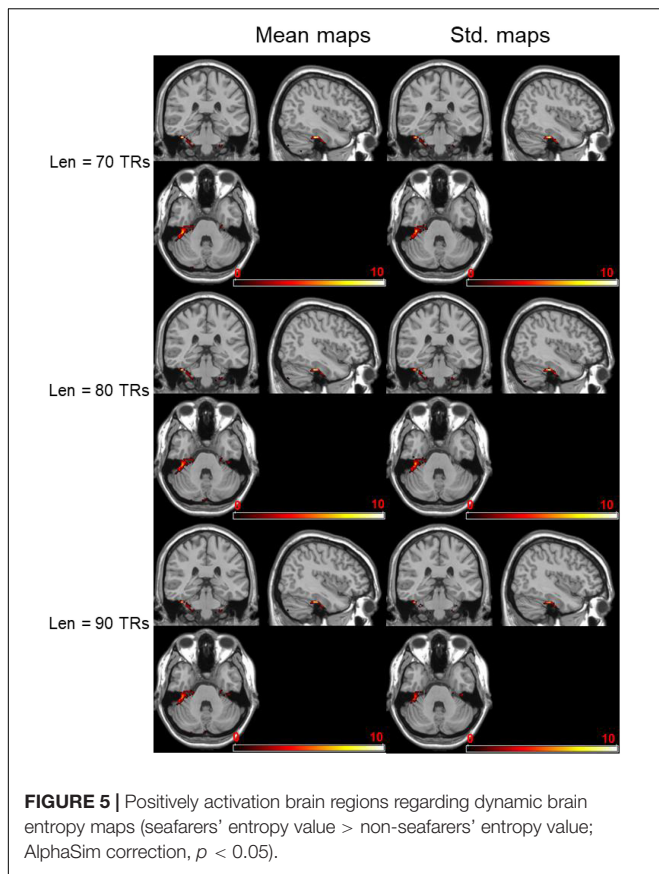 Mean maps Std. maps
Len = 70 TRs
0 10 0 10
Len = 80 TRs
0 10 0 10
Len = 90 TRs
0 10 0 10
FIGURE 5 | Positively activation brain regions regarding dynamic brain
entropy maps (seafarers’ entropy value > non-seafarers’ entropy value;
AlphaSim correction, p < 0.05).